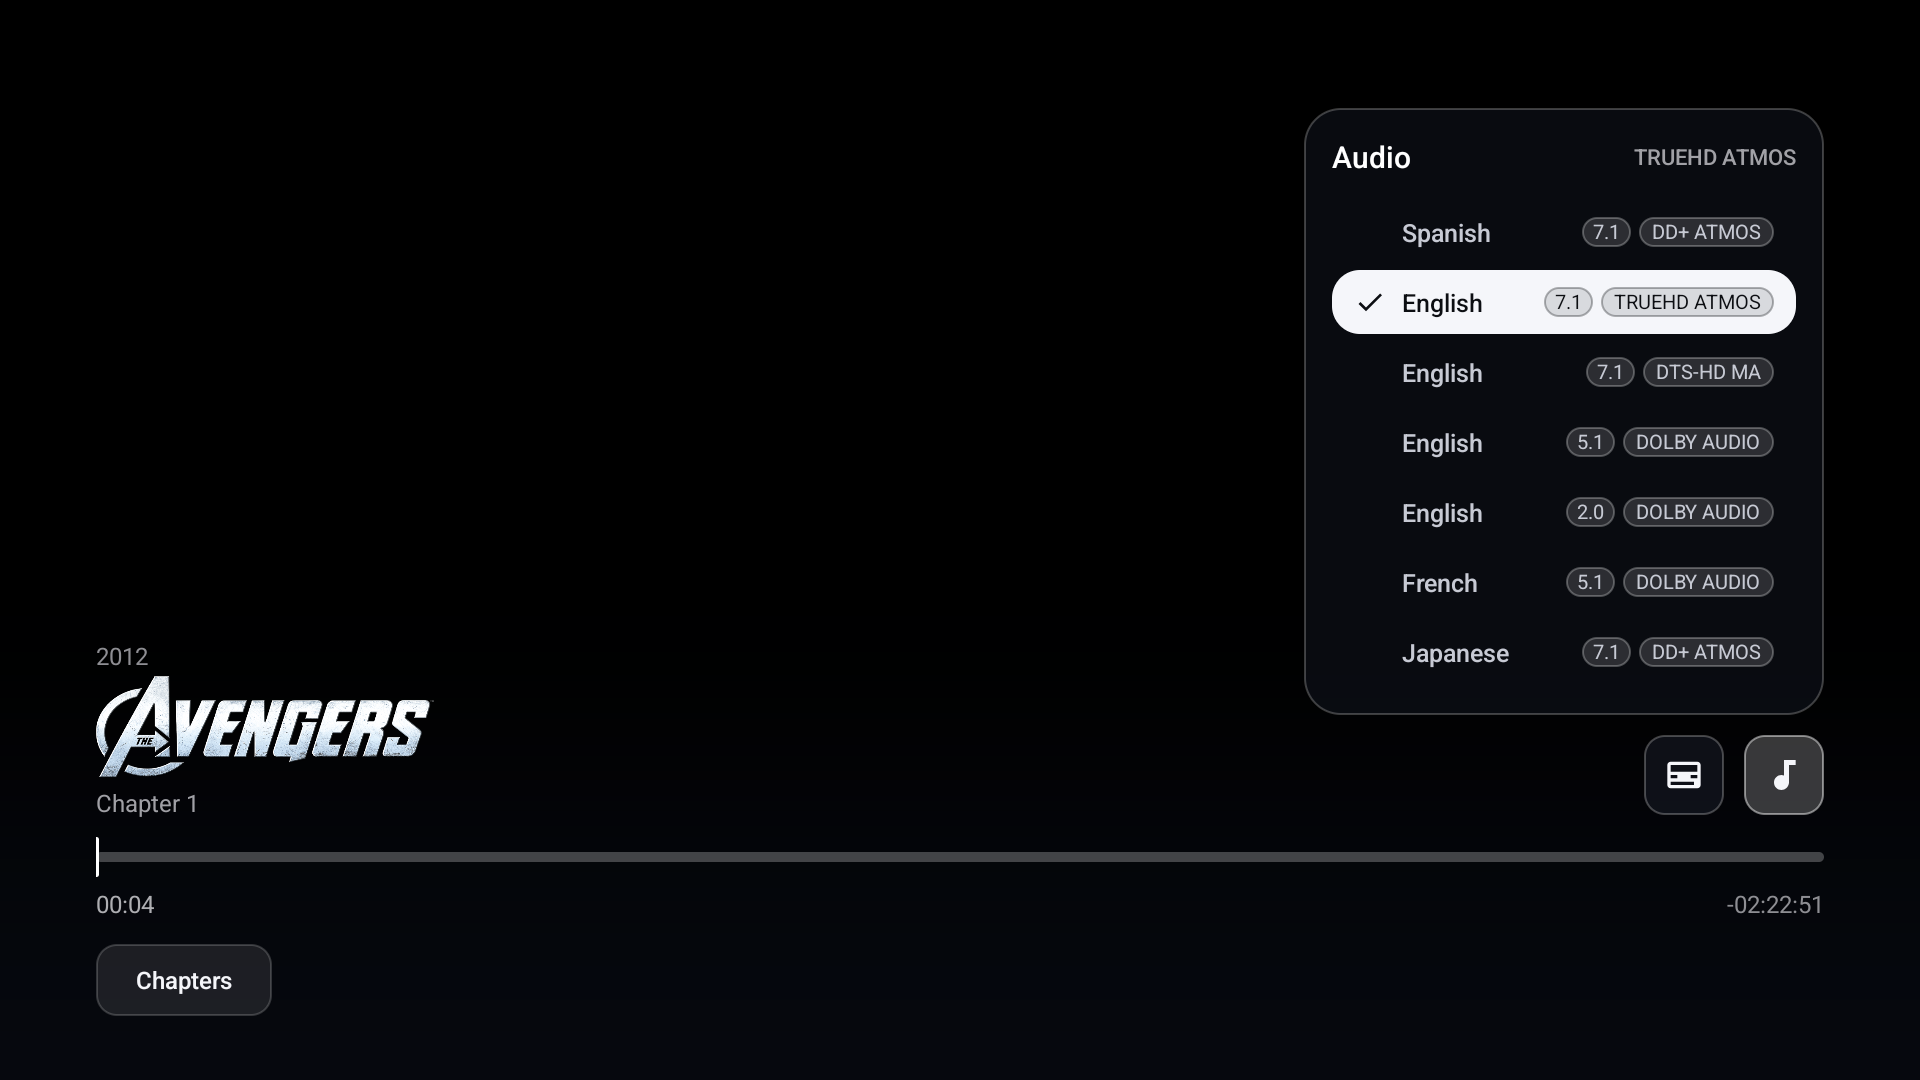 Audio TRUEHD ATMOS
Spanish 7.1 DD+ ATMOS
English 7.1 TRUEHD ATMOS
English 7.1 DTS-HD MA
English 5.1 DOLBY AUDIO
English 2.0 DOLBY AUDIO
French 5.1 DOLBY AUDIO
Japanese 7.1 DD+ ATMOS
2012
THE AVENGERS
Chapter 1
00:04 -02:22:51
Chapters